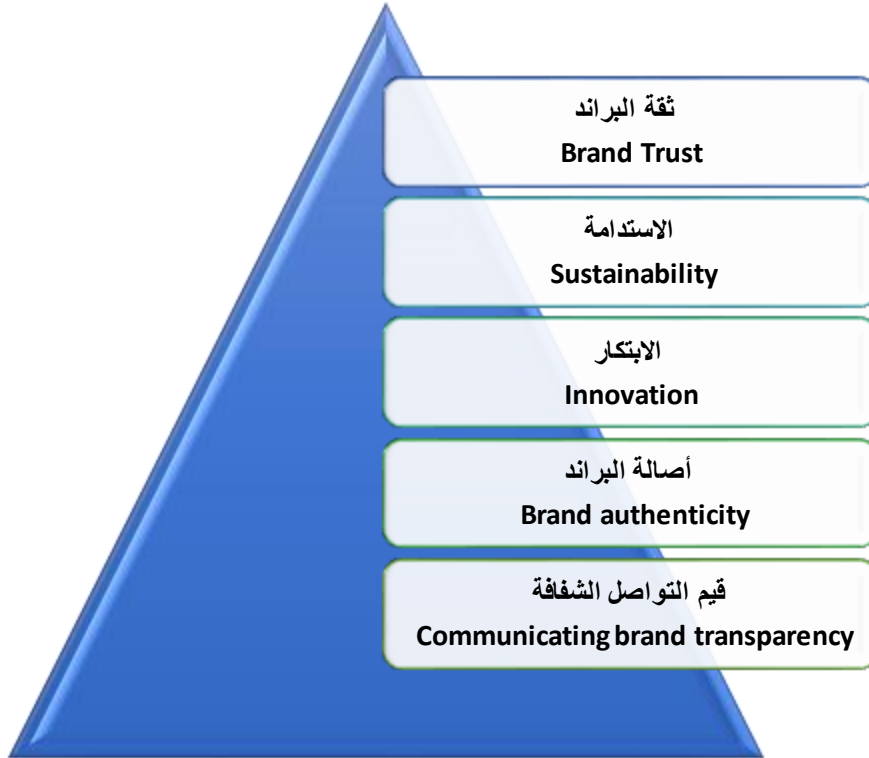 ثقة البراند
Brand Trust
الاستدامة
Sustainability
الابتكار
Innovation
أصالة البراند
Brand authenticity
قيم التواصل الشفافة
Communicating brand transparency